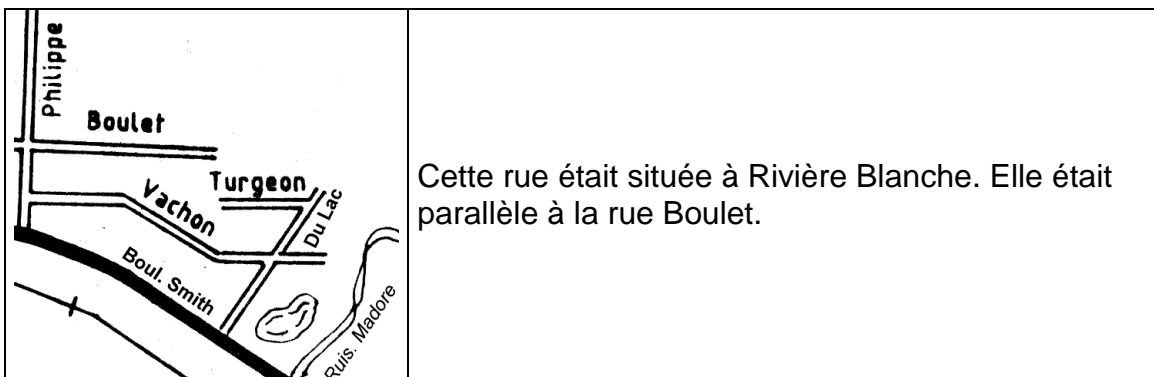 Philippe
Boulet
Turgeon
Vachon
Du Lac
Boul. Smith
Ruis. Madore
Cette rue était située à Rivière Blanche. Elle était
parallèle à la rue Boulet.